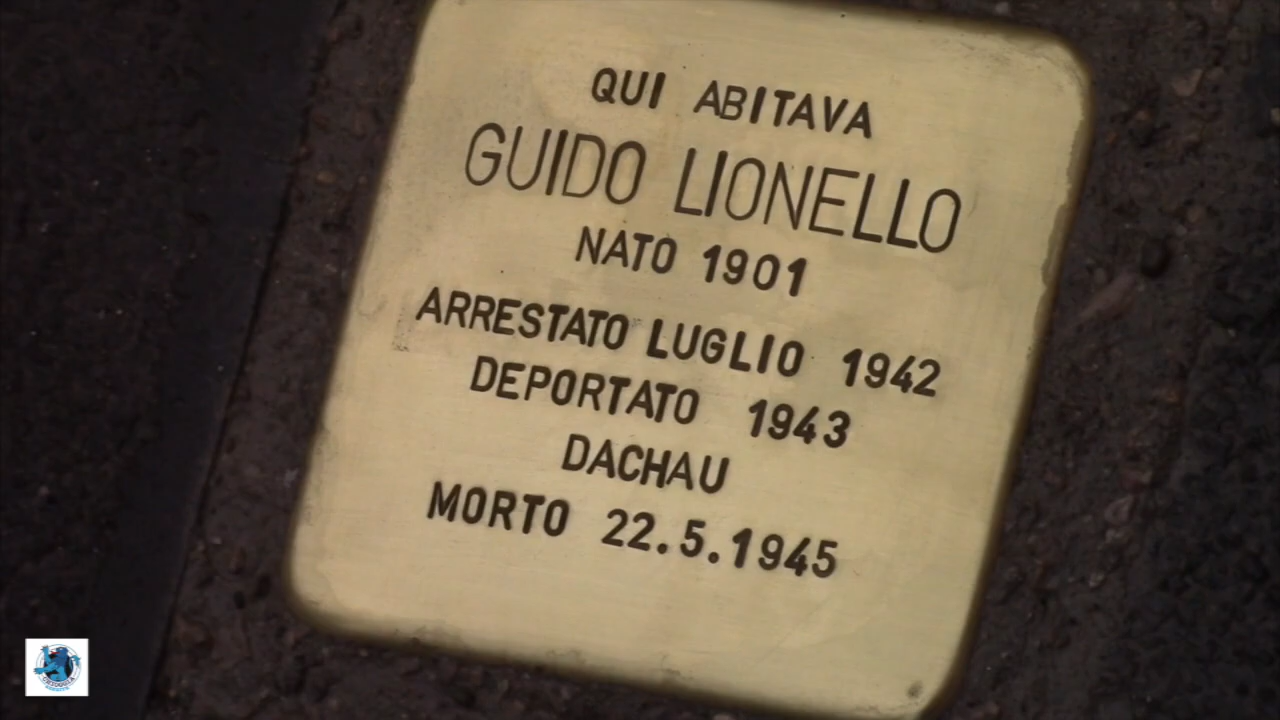 QUI ABITAVA
GUIDO LIONELLO
NATO 1901
ARRESTATO LUGLIO 1942
DEPORTATO 1943
DACHAU
MORTO 22.5.1945